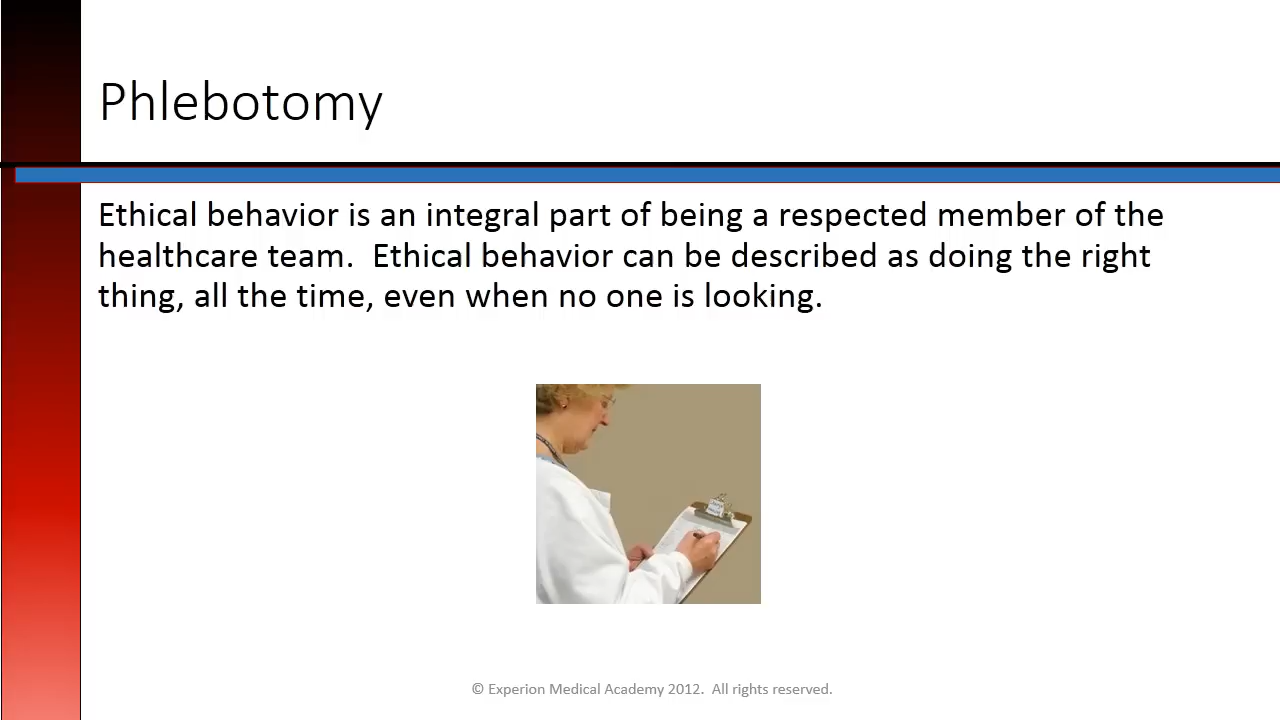 Phlebotomy
Ethical behavior is an integral part of being a respected member of the
healthcare team.  Ethical behavior can be described as doing the right
thing, all the time, even when no one is looking.
© Experion Medical Academy 2012.  All rights reserved.